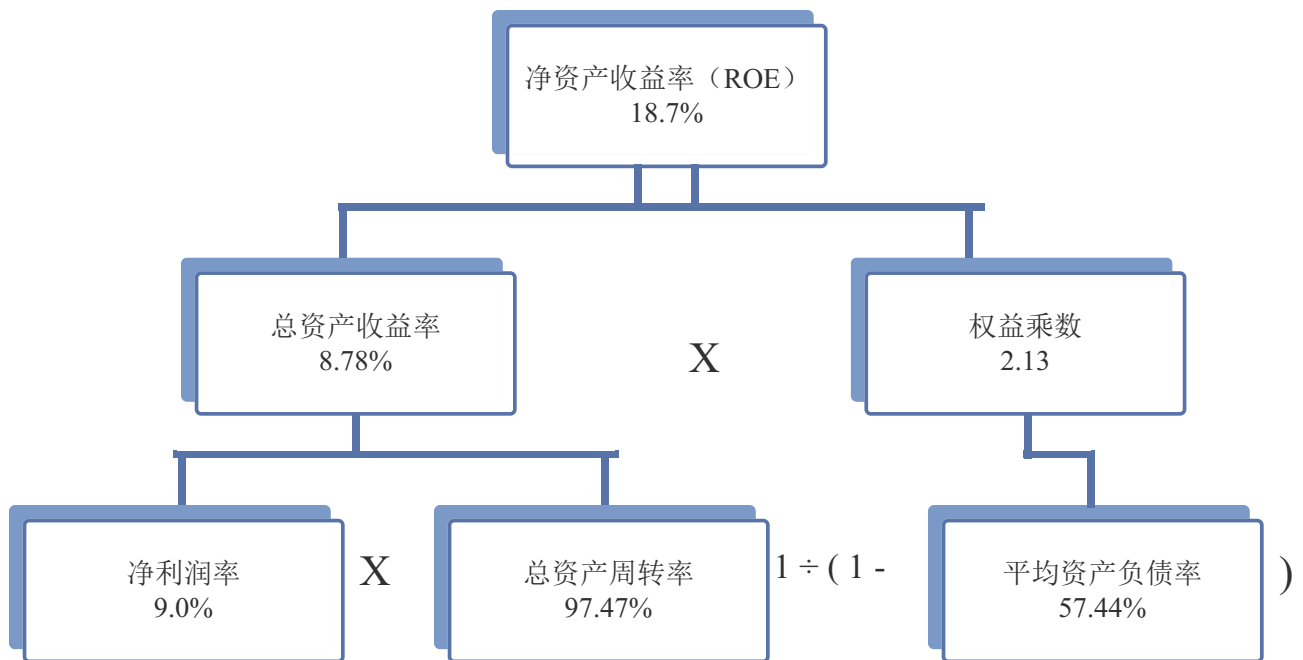 净资产收益率（ROE）
18.7%
总资产收益率
8.78%
X
权益乘数
2.13
净利润率
9.0%
X
总资产周转率
97.47%
1 ÷ ( 1 -
平均资产负债率
57.44%
)